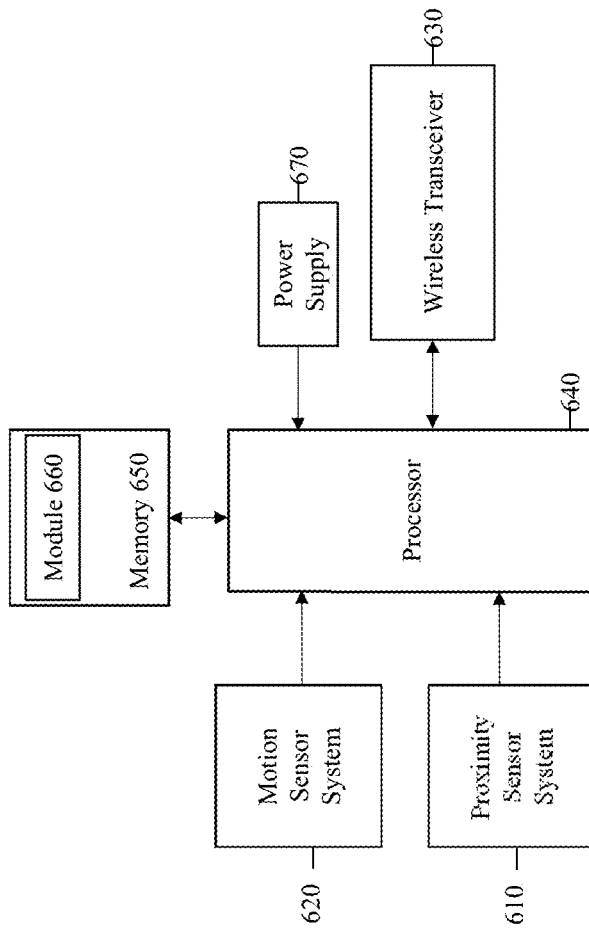 Module 660
Memory 650
Power
Supply
670
630
Wireless Transceiver
Processor
640
Motion
Sensor
System
620
Proximity
Sensor
System
610